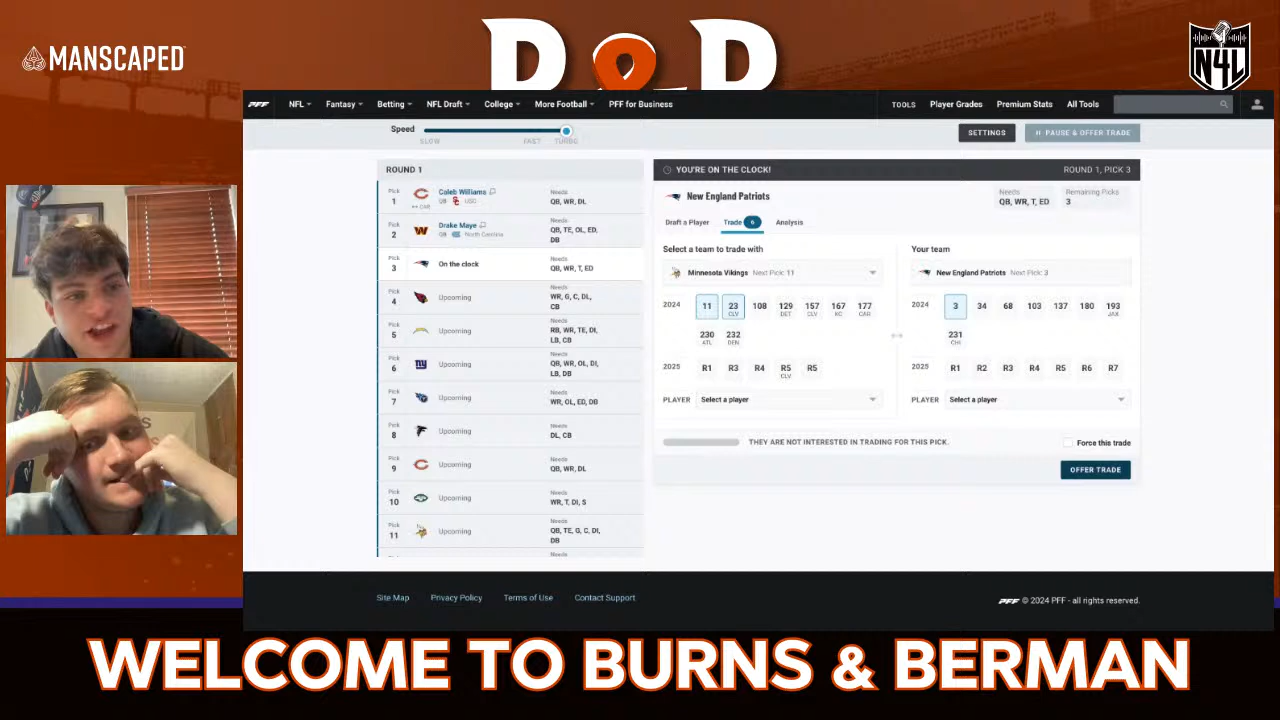 MANSCAPED
B&B
N4L
PFF
NFL
Fantasy
Betting
NFL Draft
College
More Football
PFF for Business
TOOLS
Player Grades
Premium Stats
All Tools
Speed
SLOW
FAST
TURBO
SETTINGS
PAUSE & OFFER TRADE
ROUND 1
Pick
1
CAR
Caleb Williams
QB USC
Needs
QB, WR, DL
Pick
2
Drake Maye
QB North Carolina
Needs
QB, TE, OL, ED,
DB
Pick
3
On the clock
Needs
QB, WR, T, ED
Pick
4
Upcoming
Needs
WR, G, C, DL,
CB
Pick
5
Upcoming
Needs
RB, WR, TE, DI,
LB, CB
Pick
6
Upcoming
Needs
QB, WR, OL, DI,
LB, DB
Pick
7
Upcoming
Needs
WR, OL, ED, DB
Pick
8
Upcoming
Needs
DL, CB
Pick
9
Upcoming
Needs
QB, WR, DL
Pick
10
Upcoming
Needs
WR, T, DI, S
Pick
11
Upcoming
Needs
QB, TE, G, C, DI,
DB
Needs
YOU'RE ON THE CLOCK!
ROUND 1, PICK 3
New England Patriots
Needs
QB, WR, T, ED
Remaining Picks
3
Draft a Player
Trade 6
Analysis
Select a team to trade with
Minnesota Vikings Next Pick: 11
2024 11 23 108 129 157 167 177
CLV DET CLV KC CAR
230 232
ATL DEN
2025 R1 R3 R4 R5 R5
CLV
PLAYER Select a player
Your team
New England Patriots Next Pick: 3
2024 3 34 68 103 137 180 193
JAX
231
CHI
2025 R1 R2 R3 R4 R5 R6 R7
PLAYER Select a player
THEY ARE NOT INTERESTED IN TRADING FOR THIS PICK.
Force this trade
OFFER TRADE
Site Map
Privacy Policy
Terms of Use
Contact Support
PFF © 2024 PFF - all rights reserved.
WELCOME TO BURNS & BERMAN